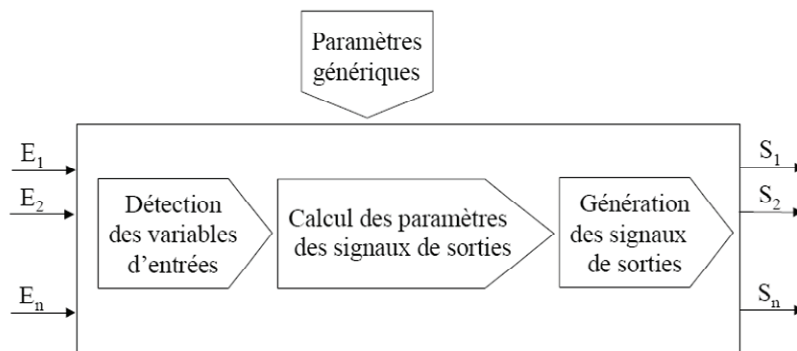 Paramètres
génériques
E1
E2
En
Détection
des variables
d'entrées
Calcul des paramètres
des signaux de sorties
Génération
des signaux
de sorties
S1
S2
Sn